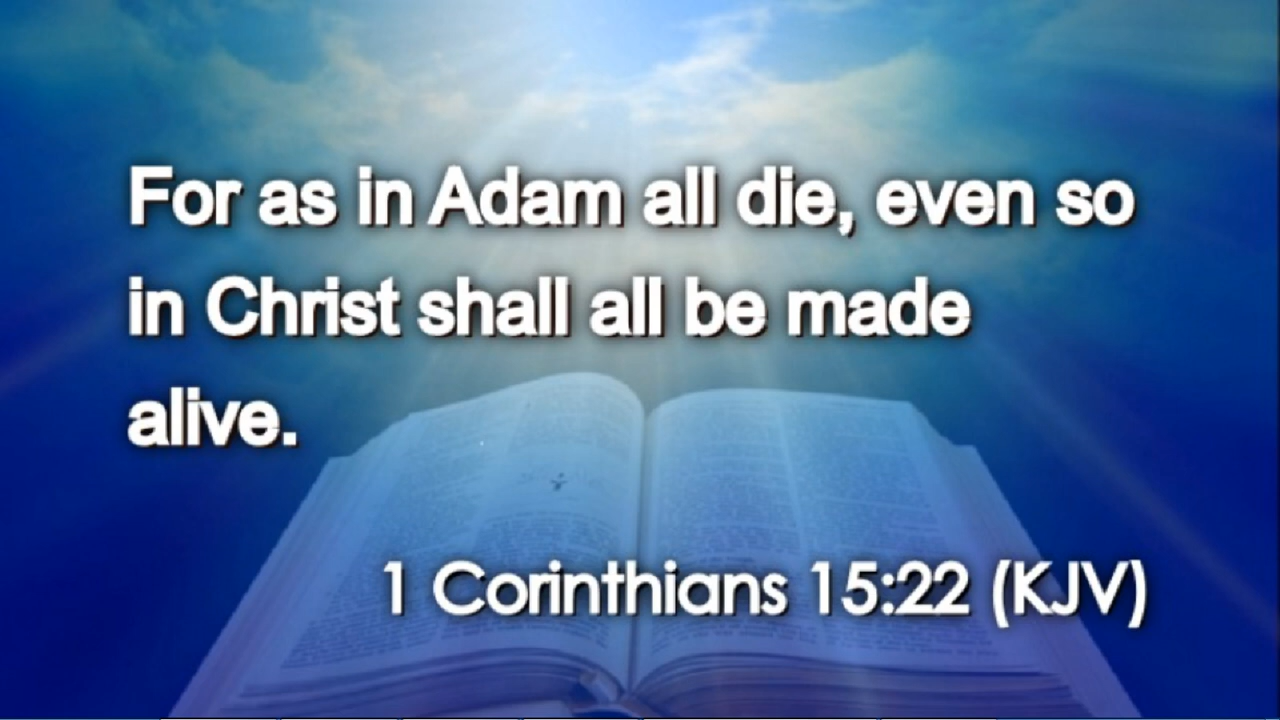 For as in Adam all die, even so
in Christ shall all be made
alive.
1 Corinthians 15:22 (KJV)